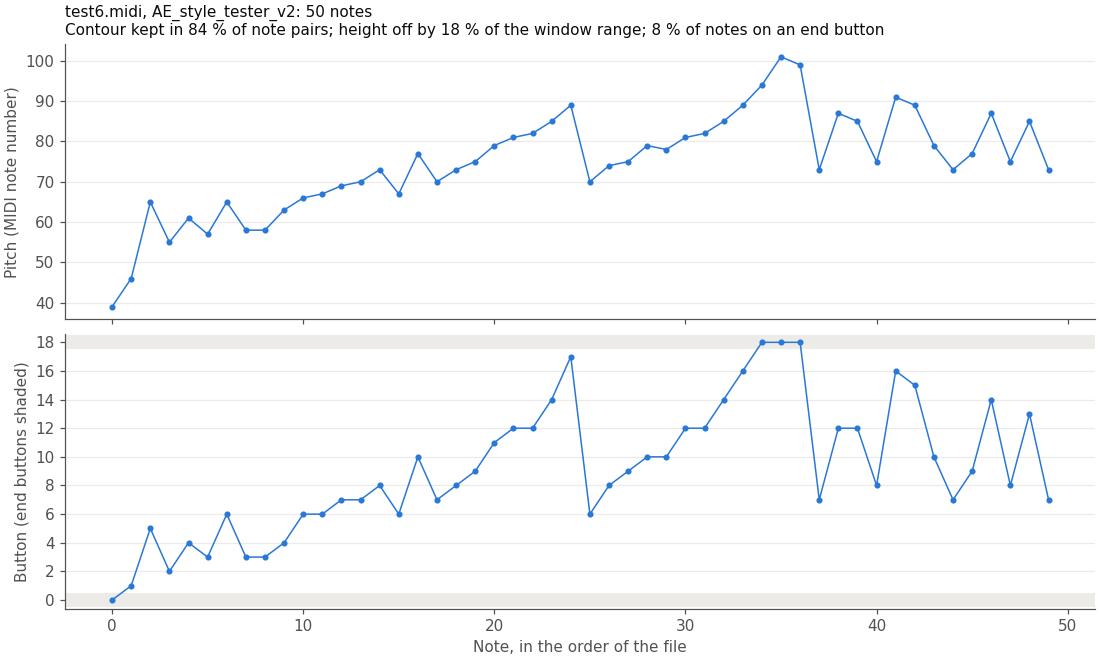 test6.midi, AE_style_tester_v2: 50 notes
Contour kept in 84 % of note pairs; height off by 18 % of the window range; 8 % of notes on an end button
Pitch (MIDI note number)
100
90
80
70
60
50
40
Button (end buttons shaded)
18
16
14
12
10
8
6
4
2
0
0 10 20 30 40 50
Note, in the order of the file